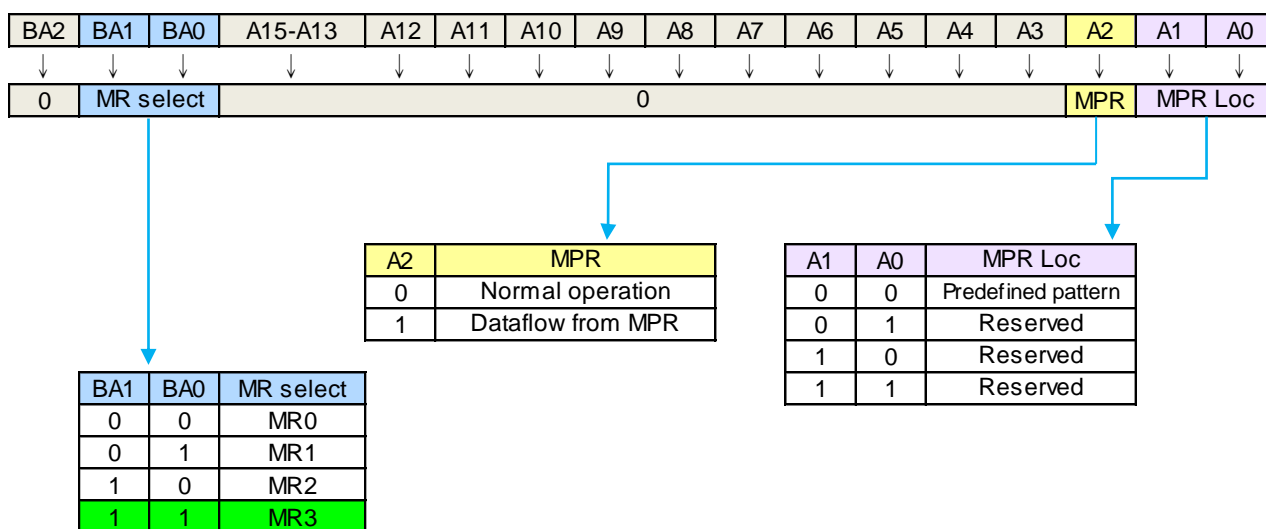 BA2 BA1 BA0 A15-A13 A12 A11 A10 A9 A8 A7 A6 A5 A4 A3 A2 A1 A0
0 MR select 0 MPR MPR Loc
A2 MPR
0 Normal operation
1 Dataflow from MPR
A1 A0 MPR Loc
0 0 Predefined pattern
0 1 Reserved
1 0 Reserved
1 1 Reserved
BA1 BA0 MR select
0 0 MR0
0 1 MR1
1 0 MR2
1 1 MR3